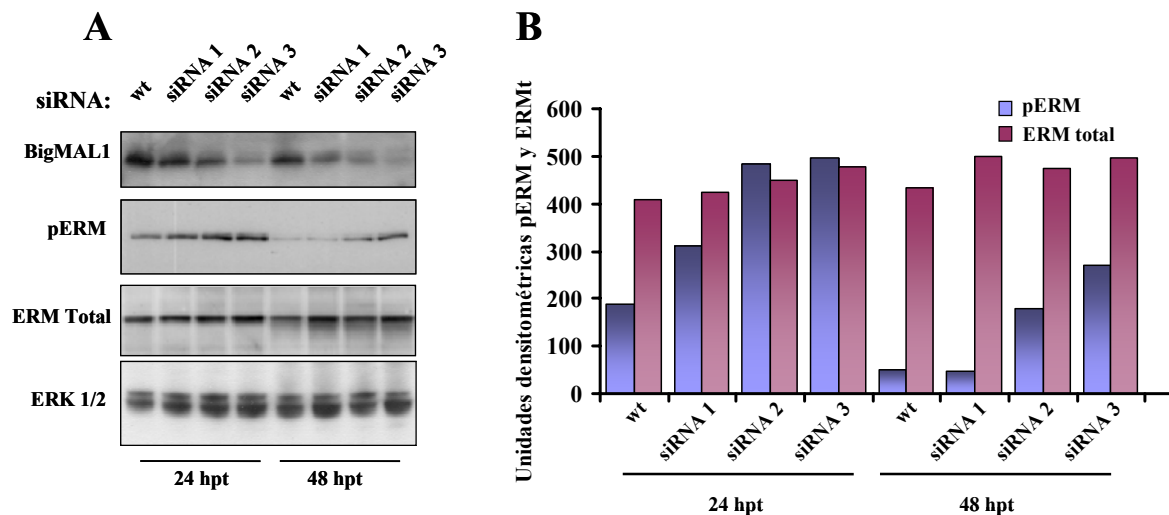 A
siRNA:
wt
siRNA 1
siRNA 2
siRNA 3
wt
siRNA 1
siRNA 2
siRNA 3
BigMAL1
pERM
ERM Total
ERK 1/2
24 hpt
48 hpt
B
Unidades densitométricas pERM y ERMt
600
500
400
300
200
100
0
pERM
ERM total
wt
siRNA 1
siRNA 2
siRNA 3
wt
siRNA 1
siRNA 2
siRNA 3
24 hpt
48 hpt